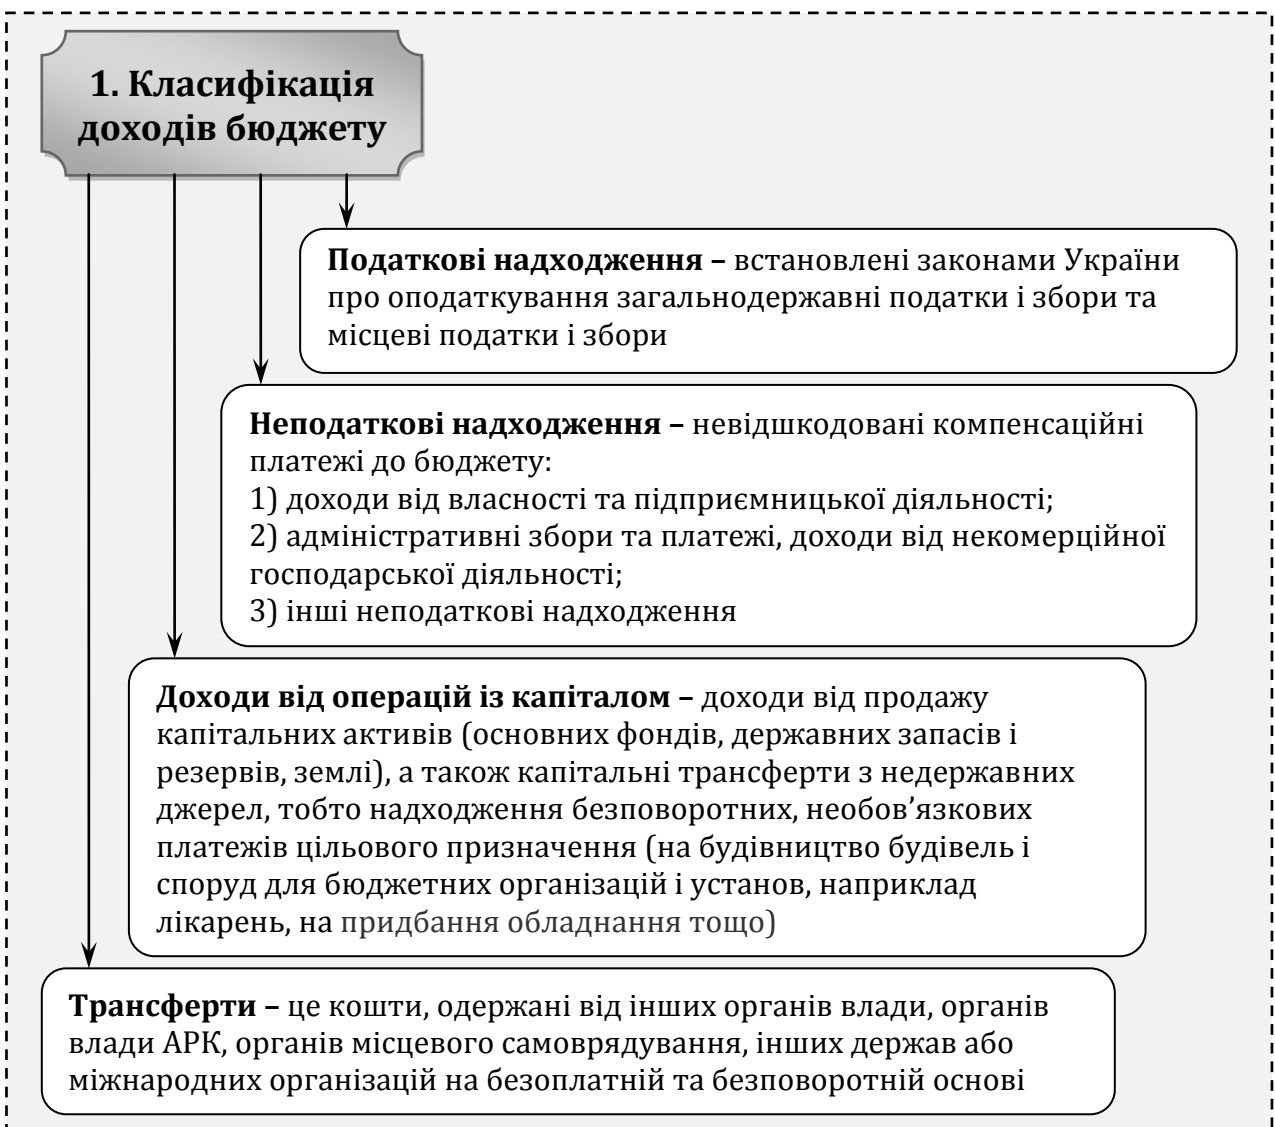 1. Класифікація
доходів бюджету
Податкові надходження – встановлені законами України
про оподаткування загальнодержавні податки і збори та
місцеві податки і збори
Неподаткові надходження – невідшкодовані компенсаційні
платежі до бюджету:
1) доходи від власності та підприємницької діяльності;
2) адміністративні збори та платежі, доходи від некомерційної
господарської діяльності;
3) інші неподаткові надходження
Доходи від операцій із капіталом – доходи від продажу
капітальних активів (основних фондів, державних запасів і
резервів, землі), а також капітальні трансферти з недержавних
джерел, тобто надходження безповоротних, необов’язкових
платежів цільового призначення (на будівництво будівель і
споруд для бюджетних організацій і установ, наприклад
лікарень, на придбання обладнання тощо)
Трансферти – це кошти, одержані від інших органів влади, органів
влади АРК, органів місцевого самоврядування, інших держав або
міжнародних організацій на безоплатній та безповоротній основі